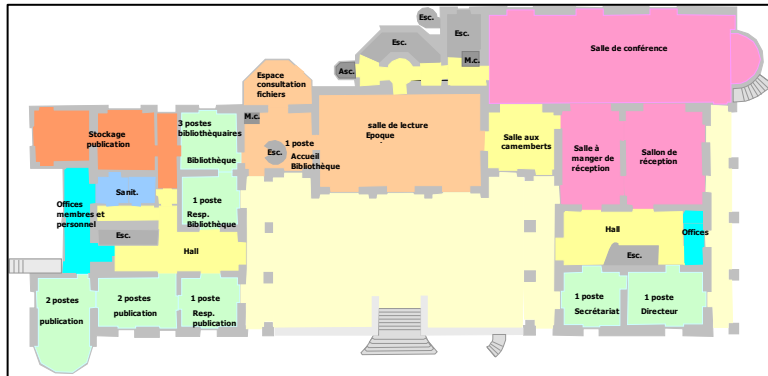 Esc.
Esc.
Esc.
Salle de conférence
M.c.
Asc.
Espace
consultation
fichiers
M.c.
3 postes
bibliothéquaires
Bibliothèque
Stockage
publication
1 poste
Accueil
Bibliothèque
Esc.
salle de lecture
Epoque
Salle aux
camemberts
Salle à
manger de
réception
Sallon de
réception
Sanit.
Offices
membres et
personnel
1 poste
Resp.
Bibliothèque
Esc.
Hall
Hall
Offices
Esc.
2 postes
publication
2 postes
publication
1 poste
Resp.
publication
1 poste
Secrétariat
1 poste
Directeur